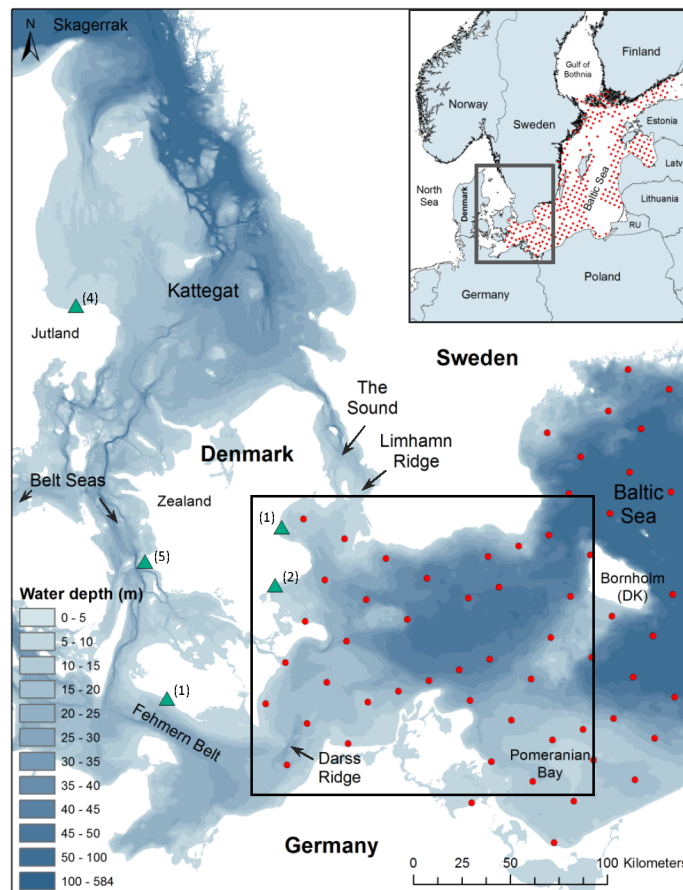 Skagerrak
N
Kattegat
(4)
Jutland
Sweden
The
Sound
Limhamn
Ridge
Denmark
Belt Seas
Zealand
(1)
(2)
(5)
Baltic
Sea
Bornholm
(DK)
(1)
Fehmern Belt
Darss
Ridge
Pomeranian
Bay
Germany
Water depth (m)
0 - 5
5 - 10
10 - 15
15 - 20
20 - 25
25 - 30
30 - 35
35 - 40
40 - 45
45 - 50
50 - 100
100 - 584
0 25 50 100 Kilometers
Finland
Gulf of
Bothnia
Norway
Sweden
Estonia
Latv
North
Sea
Denmark
Baltic Sea
Lithuania
RU
Germany
Poland